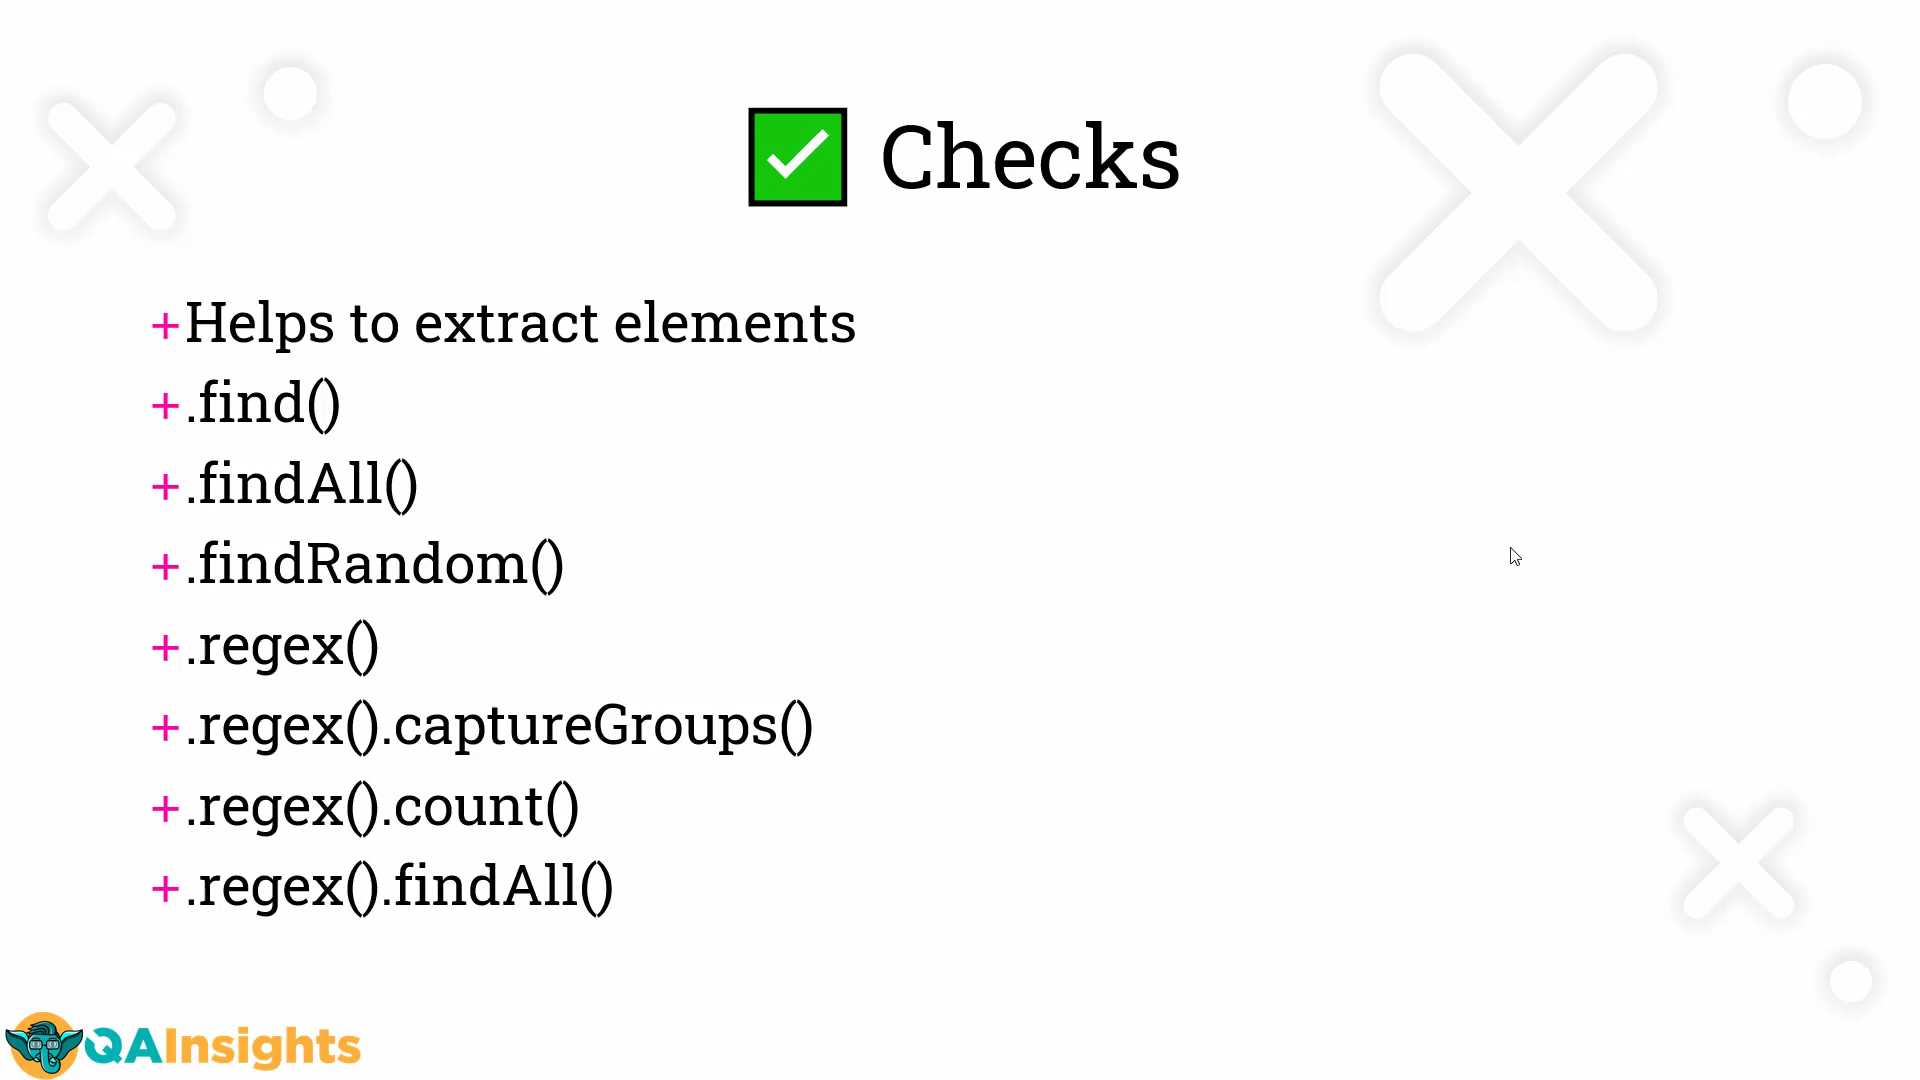 ✅ Checks
+Helps to extract elements
+.find()
+.findAll()
+.findRandom()
+.regex()
+.regex().captureGroups()
+.regex().count()
+.regex().findAll()
QAInsights